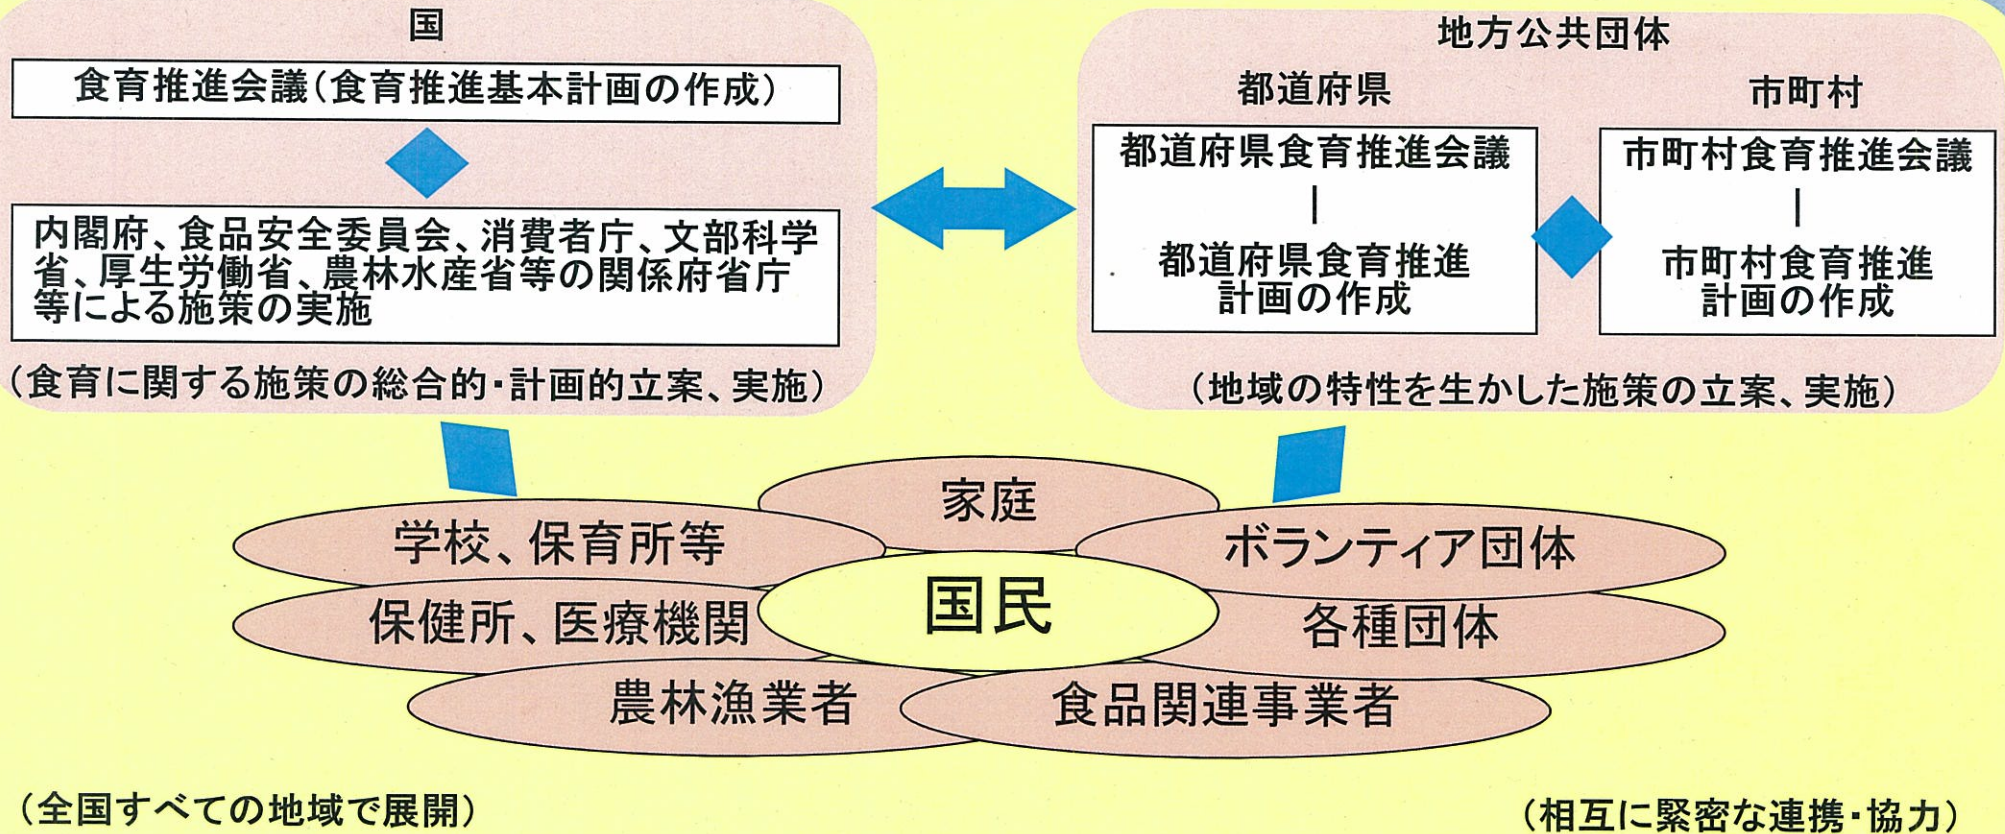 国
食育推進会議(食育推進基本計画の作成)
内閣府、食品安全委員会、消費者庁、文部科学
省、厚生労働省、農林水産省等の関係府省庁
等による施策の実施
(食育に関する施策の総合的・計画的立案、実施)
地方公共団体
都道府県
都道府県食育推進会議
|
都道府県食育推進
計画の作成
市町村
市町村食育推進会議
|
市町村食育推進
計画の作成
(地域の特性を生かした施策の立案、実施)
家庭
学校、保育所等
ボランティア団体
国民
保健所、医療機関
各種団体
農林漁業者
食品関連事業者
(全国すべての地域で展開)
(相互に緊密な連携・協力)